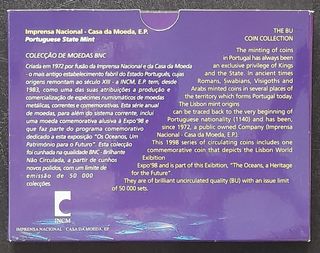 Imprensa Nacional - Casa da Moeda, E.P.
Portuguese State Mint
COLECÇÃO DE MOEDAS BNC
Criada em 1972 por fusão da Imprensa Nacional e da Casa da Moeda
- o mais antigo estabelecimento fabril do Estado Português, cujas
origens remontam ao século XIII - a INCM, E.P. tem, desde
1983, como uma das suas atribuições a produção e
comercialização de espécimes numismáticos de moedas
metálicas, correntes e comemorativas. Esta série anual
de moedas, para além do sistema corrente, inclui
uma moeda comemorativa alusiva à Expo'98 e
que faz parte do programa comemorativo
dedicado a esta exposição "Os Oceanos, Um
Património para o Futuro". Esta colecção
foi cunhada na qualidade BNC - Brilhante
Não Circulada, a partir de cunhos
novos polidos, com um limite de
emissão de 50 000
colecções.
INCM
IMPRENSA NACIONAL CASA DA MOEDA, EP
THE BU
COIN COLLECTION
The minting of coins
in Portugal has always been
an exclusive privilege of Kings
and the State. In ancient times
Romans, Swabians, Visigoths and
Arabs minted coins in several places of
the territory which forms Portugal today.
The Lisbon mint origins
can be traced back to the very beginning of
Portuguese nationality (1140) and has been,
since 1972, a public owned Company (Imprensa
Nacional - Casa da Moeda).
This 1998 series of circulating coins includes one
commemorative coin that depicts the Lisbon World
Exibition
Expo'98 and is part of this Exibition, "The Oceans, a Heritage
for the Future".
They are of brilliant uncirculated quality (BU) with an issue limit
of 50 000 sets.